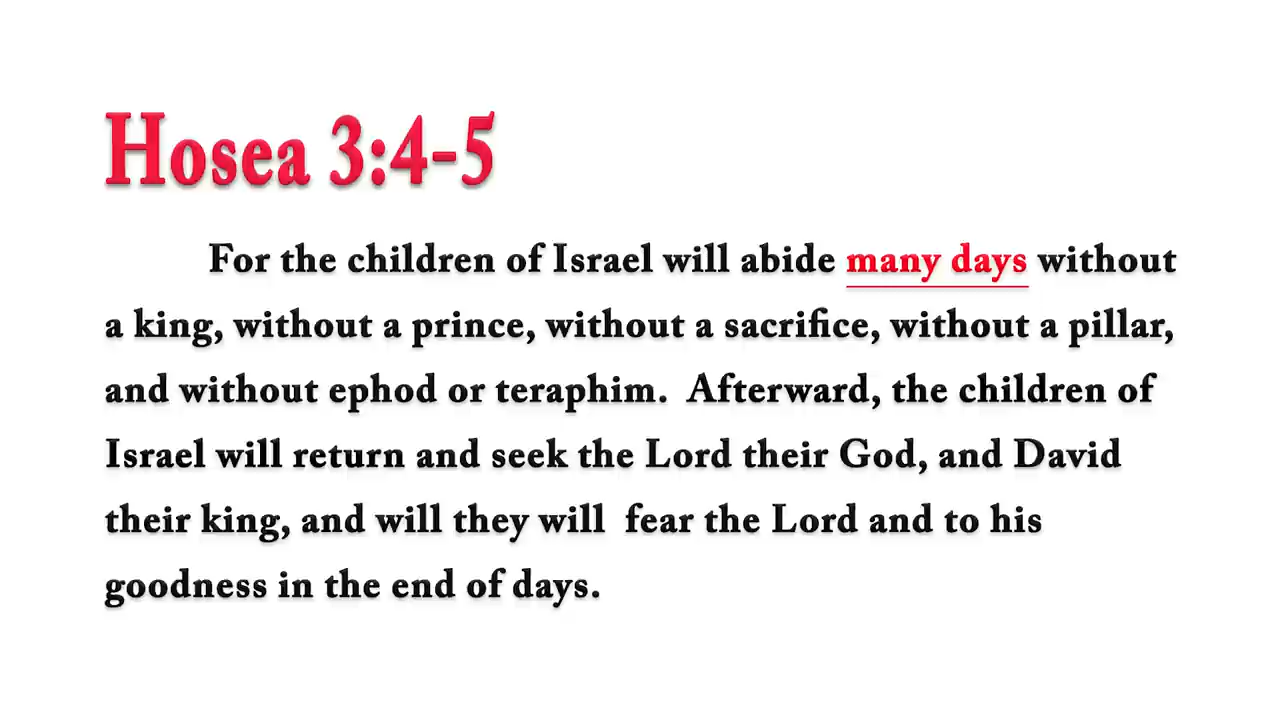 Hosea 3:4-5
For the children of Israel will abide many days without
a king, without a prince, without a sacrifice, without a pillar,
and without ephod or teraphim. Afterward, the children of
Israel will return and seek the Lord their God, and David
their king, and will they will fear the Lord and to his
goodness in the end of days.